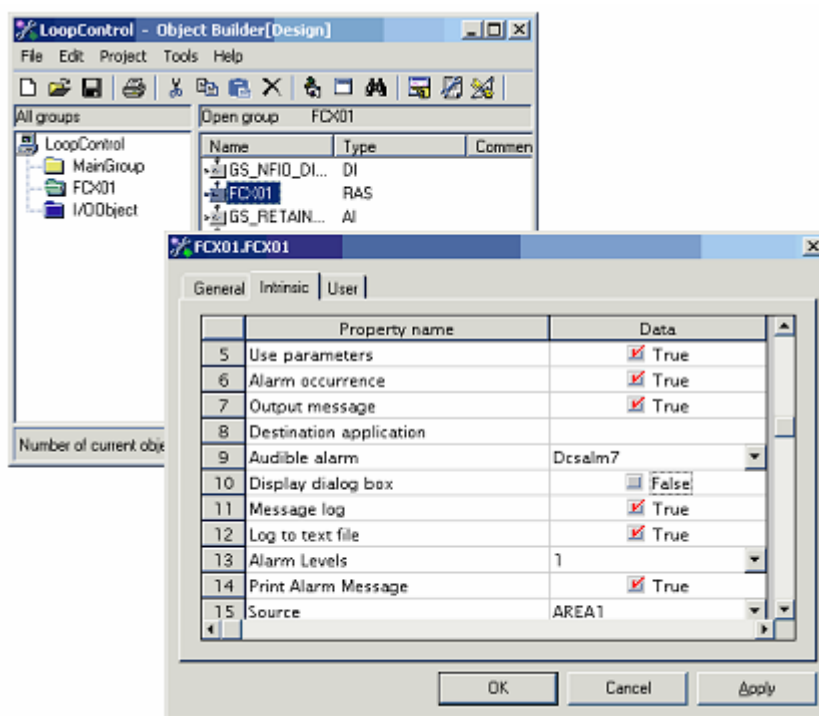 LoopControl - Object Builder[Design]
File Edit Project Tools Help
All groups
Open group FCX01
LoopControl
MainGroup
FCX01
I/OObject
Name Type Commen
GS_NFIO_DI... DI
FCX01 RAS
GS_RETAIN... AI
Number of current obje
FCX01.FCX01
General Intrinsic User
Property name Data
5 Use parameters True
6 Alarm occurrence True
7 Output message True
8 Destination application
9 Audible alarm Dcsalm7
10 Display dialog box False
11 Message log True
12 Log to text file True
13 Alarm Levels 1
14 Print Alarm Message True
15 Source AREA1
OK Cancel Apply